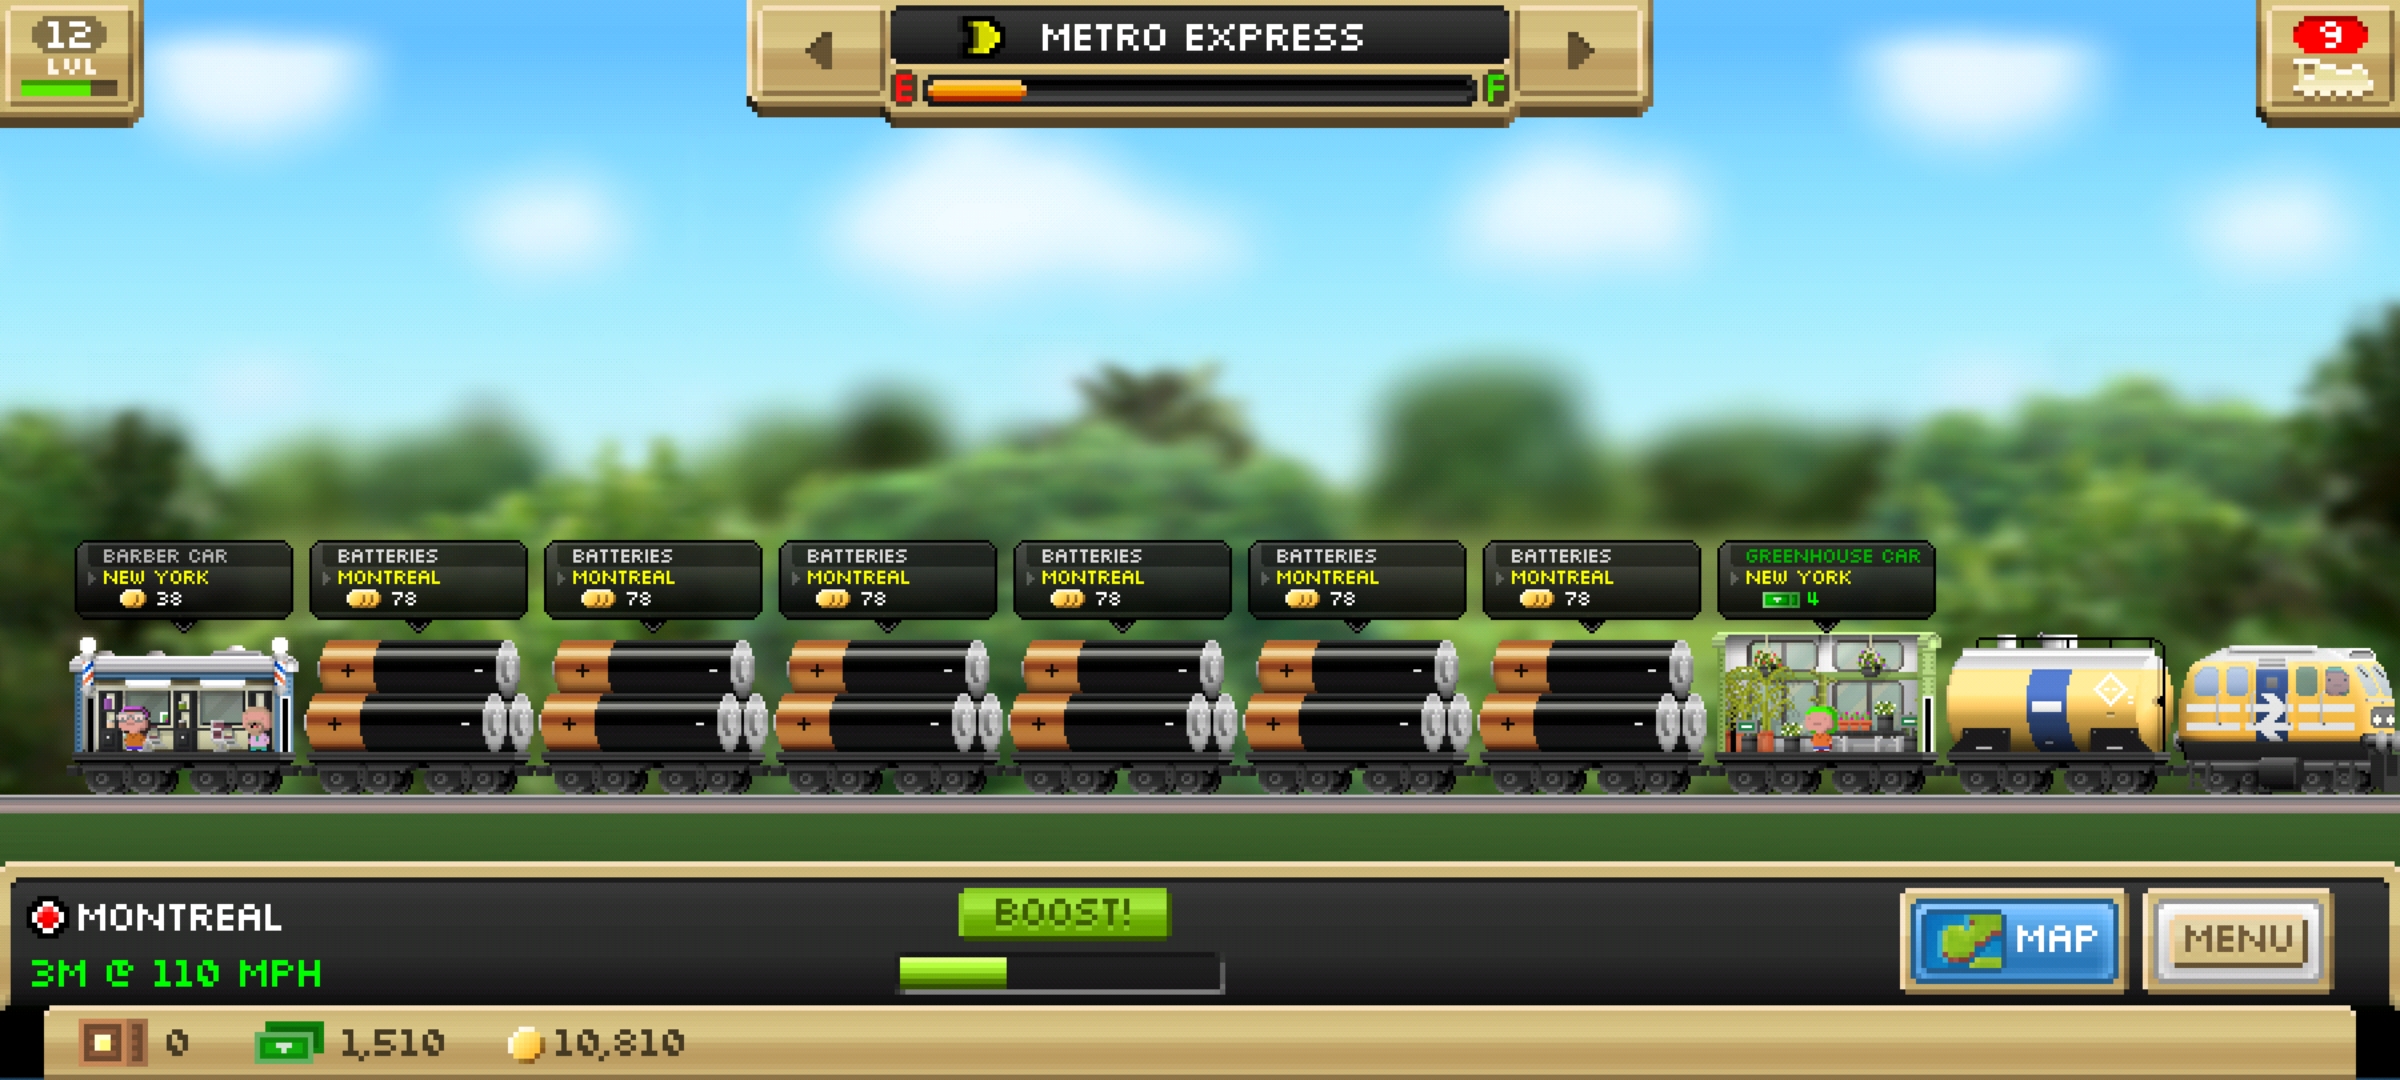 12
LVL
METRO EXPRESS
E F
9
BARBER CAR
NEW YORK
38
BATTERIES
MONTREAL
78
BATTERIES
MONTREAL
78
BATTERIES
MONTREAL
78
BATTERIES
MONTREAL
78
BATTERIES
MONTREAL
78
BATTERIES
MONTREAL
78
GREENHOUSE CAR
NEW YORK
4
MONTREAL
3M @ 110 MPH
BOOST!
MAP
MENU
0
1,510
10,810